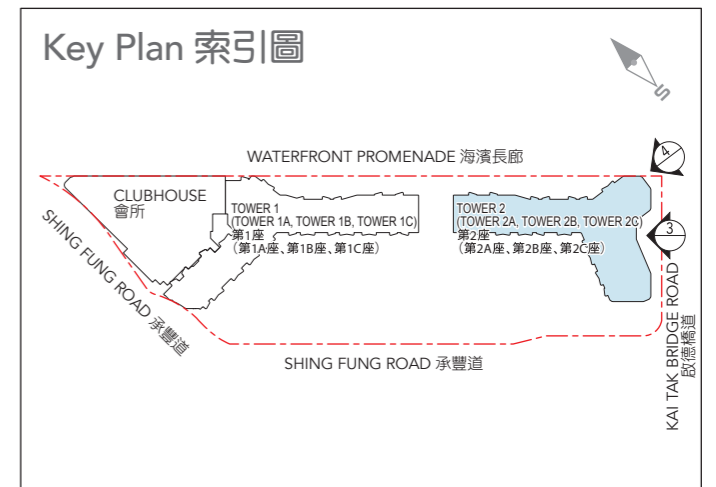 Key Plan 索引圖
S
WATERFRONT PROMENADE 海濱長廊
4
CLUBHOUSE
會所
TOWER 1
(TOWER 1A, TOWER 1B, TOWER 1C)
第1座
（第1A座、第1B座、第1C座）
TOWER 2
(TOWER 2A, TOWER 2B, TOWER 2C)
第2座
（第2A座、第2B座、第2C座）
3
SHING FUNG ROAD 承豐道
SHING FUNG ROAD 承豐道
KAI TAK BRIDGE ROAD
啟德橋道